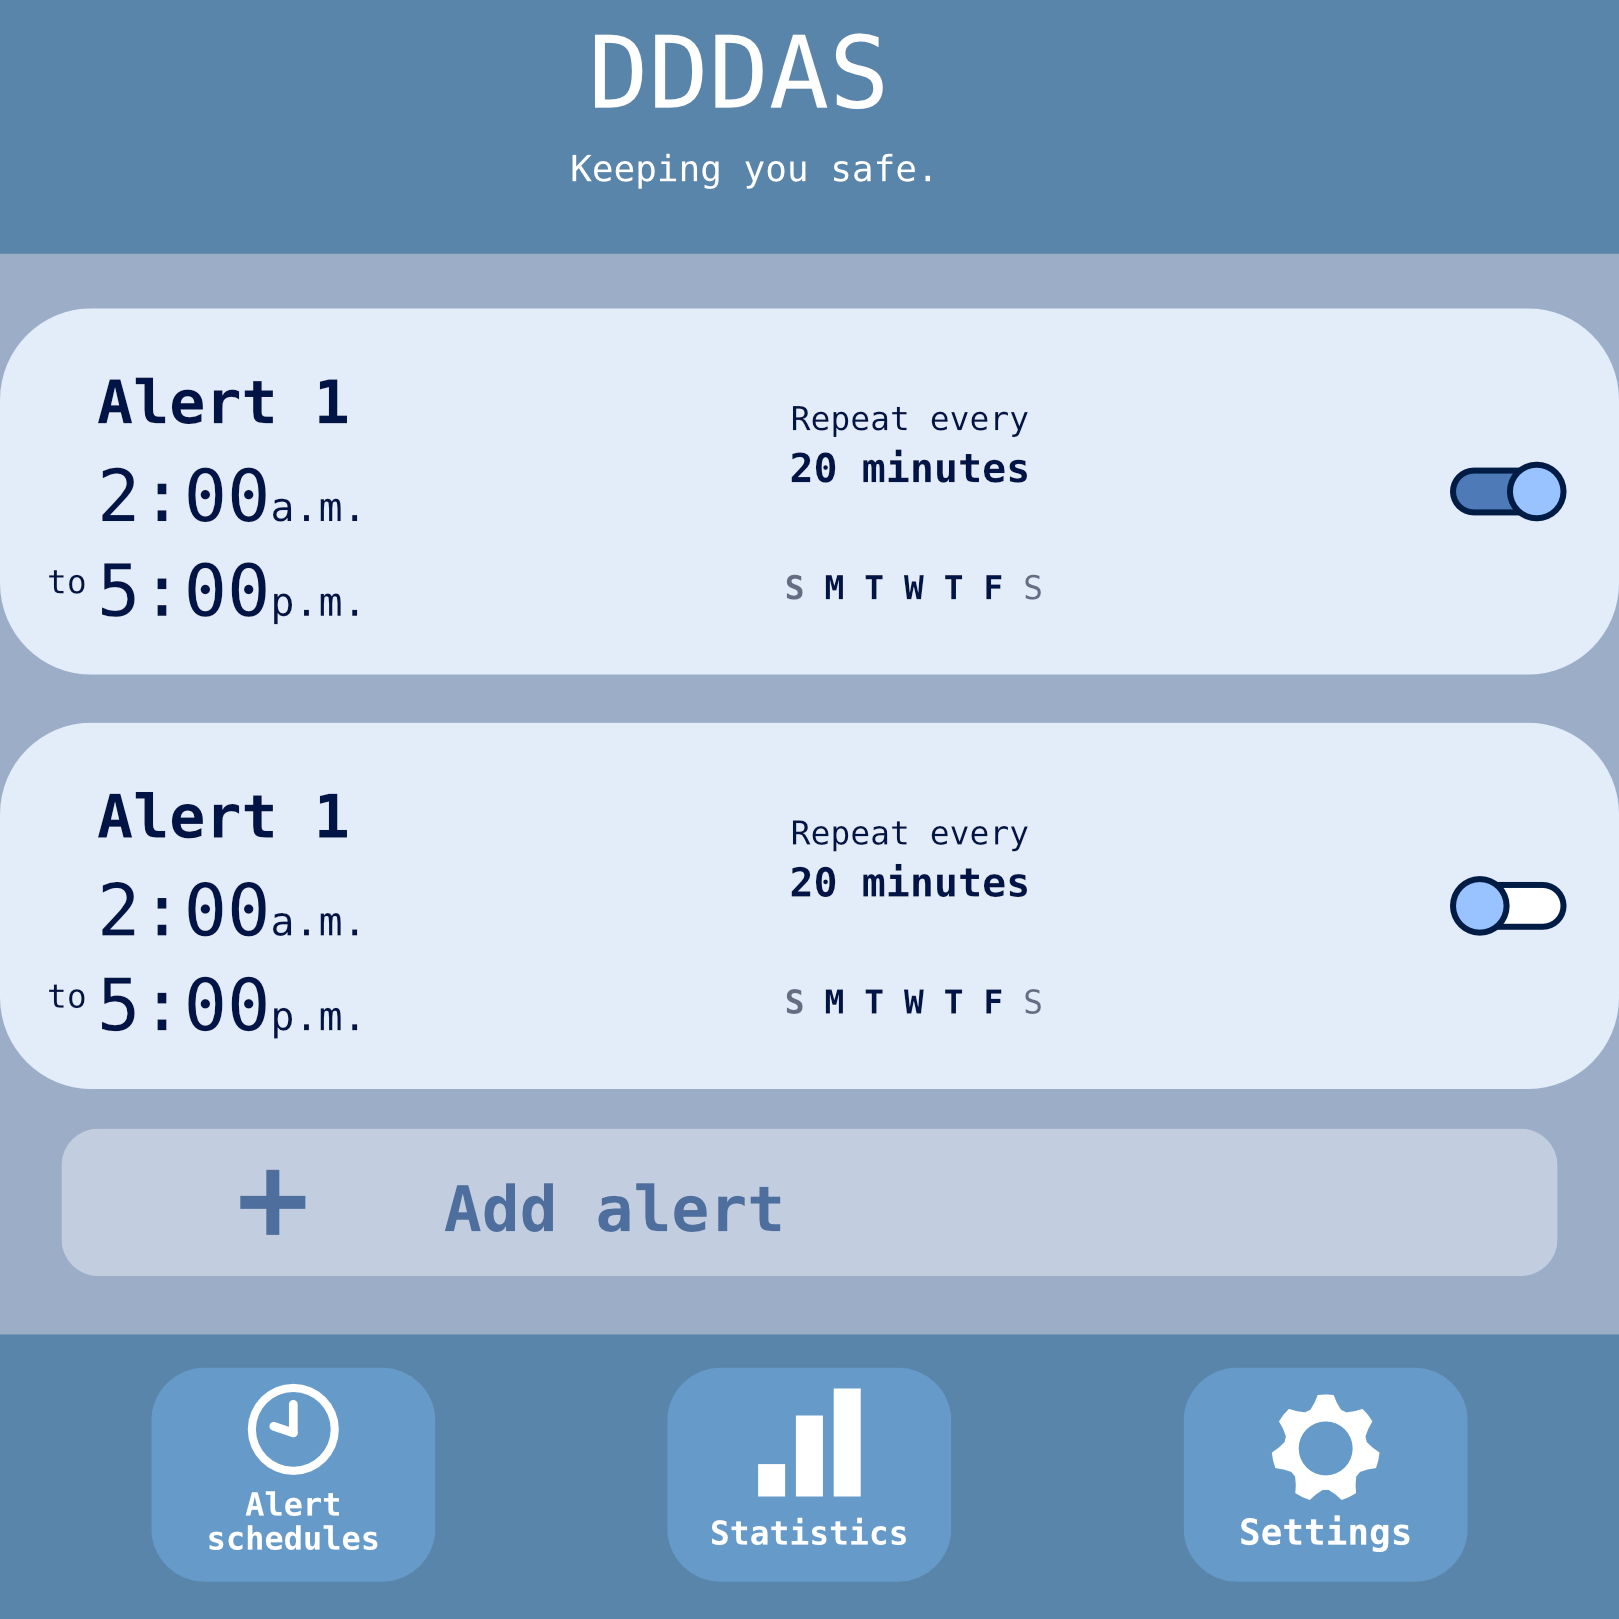 DDDAS
Keeping you safe.
Alert 1
2:00a.m.
to 5:00p.m.
Repeat every
20 minutes
S M T W T F S
Alert 1
2:00a.m.
to 5:00p.m.
Repeat every
20 minutes
S M T W T F S
+ Add alert
Alert
schedules
Statistics
Settings